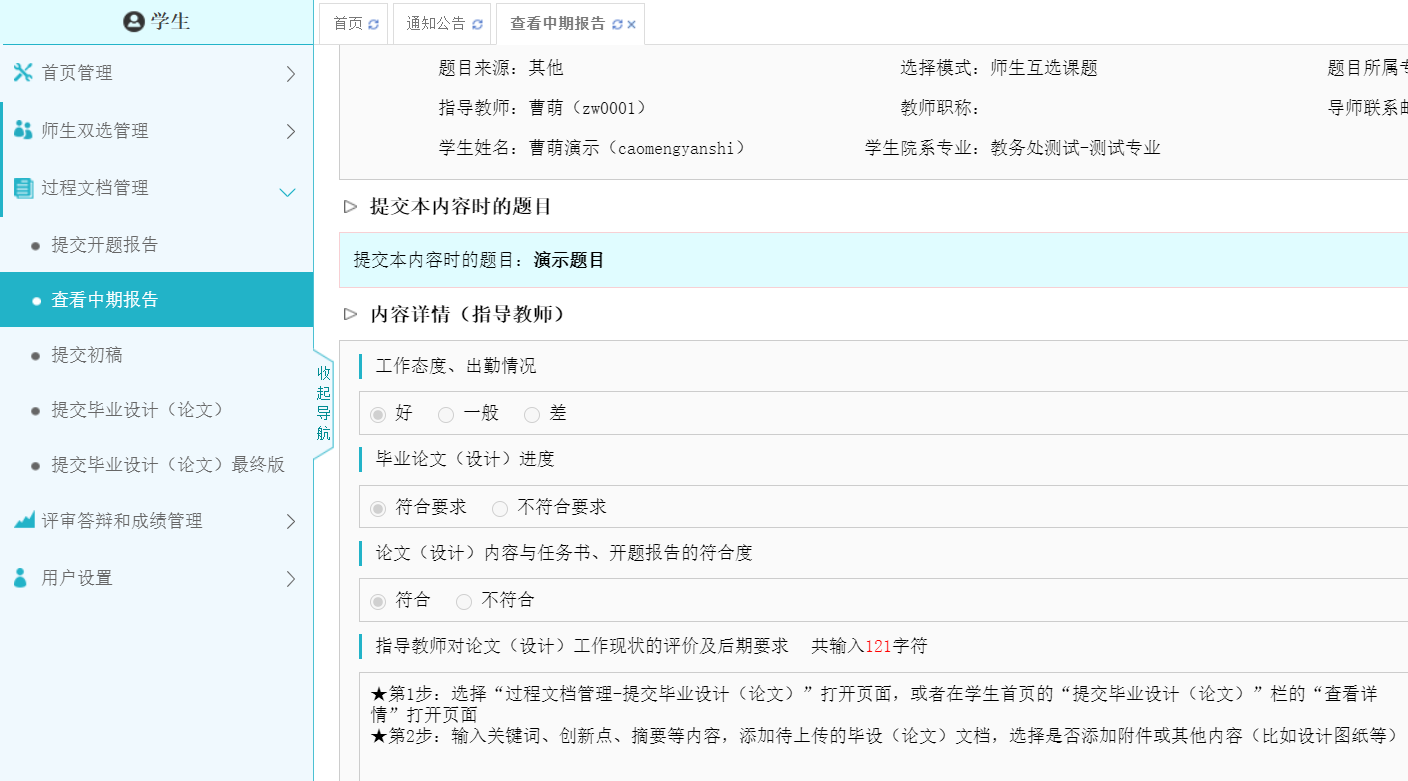 学生
首页管理
师生双选管理
过程文档管理
提交开题报告
查看中期报告
提交初稿
提交毕业设计（论文）
提交毕业设计（论文）最终版
评审答辩和成绩管理
用户设置
收起导航
首页 通知公告 查看中期报告
题目来源：其他 选择模式：师生互选课题 题目所属专
指导教师：曹萌（zw0001） 教师职称： 导师联系邮
学生姓名：曹萌演示（caomengyanshi） 学生院系专业：教务处测试-测试专业
提交本内容时的题目
提交本内容时的题目：演示题目
内容详情（指导教师）
工作态度、出勤情况
好 一般 差
毕业论文（设计）进度
符合要求 不符合要求
论文（设计）内容与任务书、开题报告的符合度
符合 不符合
指导教师对论文（设计）工作现状的评价及后期要求 共输入121字符
★第1步：选择“过程文档管理-提交毕业设计（论文）”打开页面，或者在学生首页的“提交毕业设计（论文）”栏的“查看详
情”打开页面
★第2步：输入关键词、创新点、摘要等内容，添加待上传的毕设（论文）文档，选择是否添加附件或其他内容（比如设计图纸等）